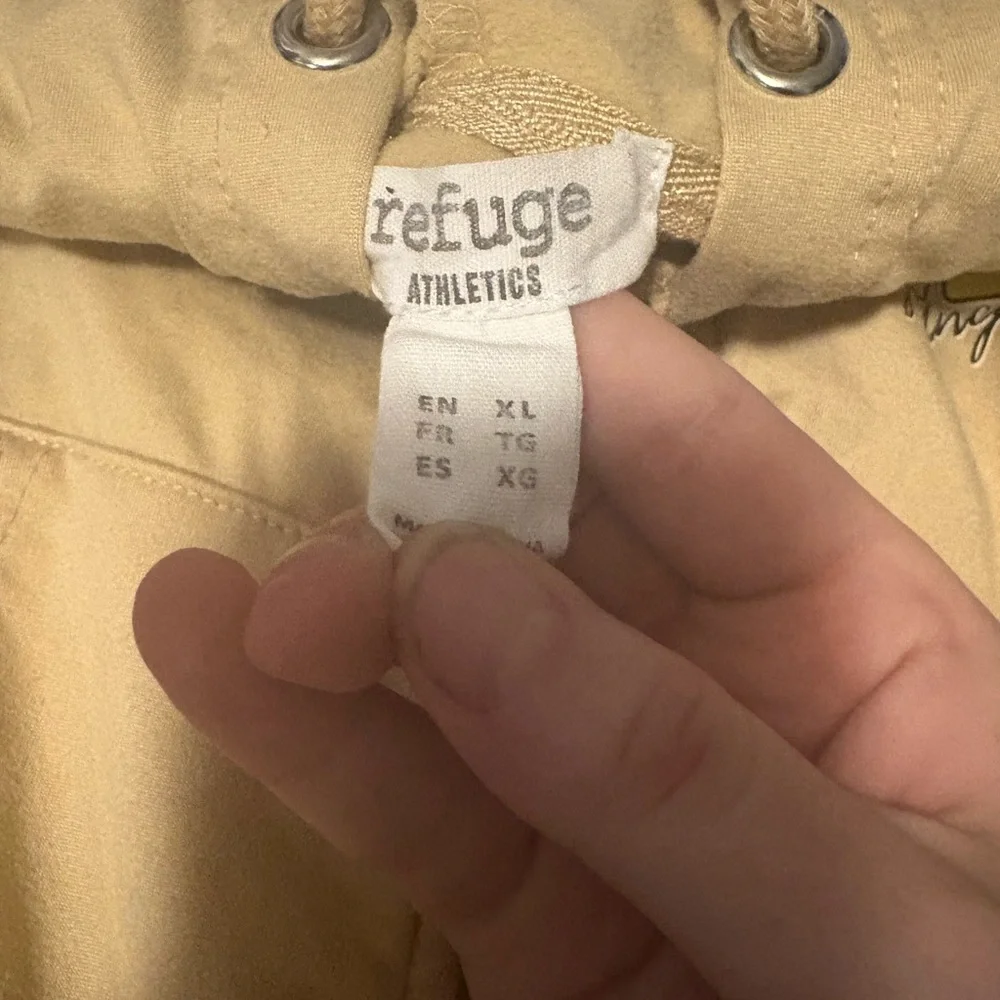 refuge
ATHLETICS
EN XL
FR TG
ES XG